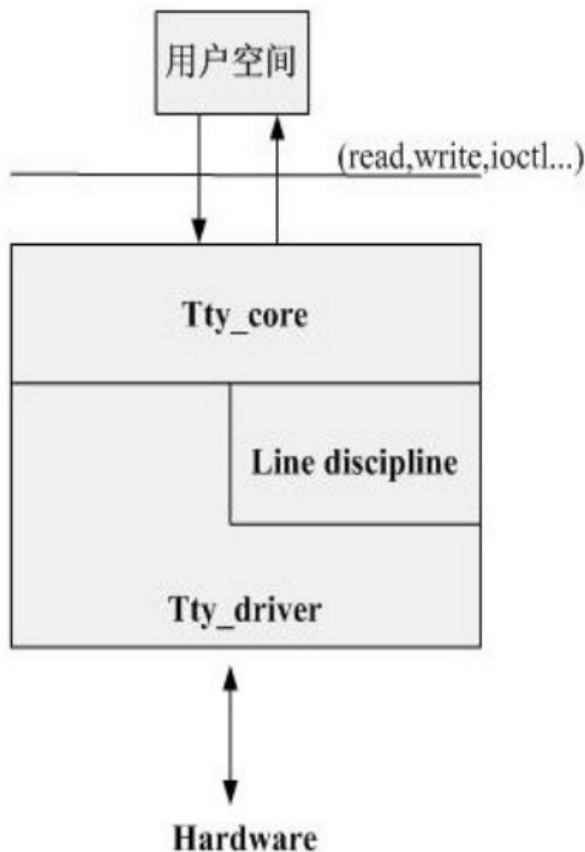 用户空间
(read,write,ioctl...)
Tty_core
Line discipline
Tty_driver
Hardware